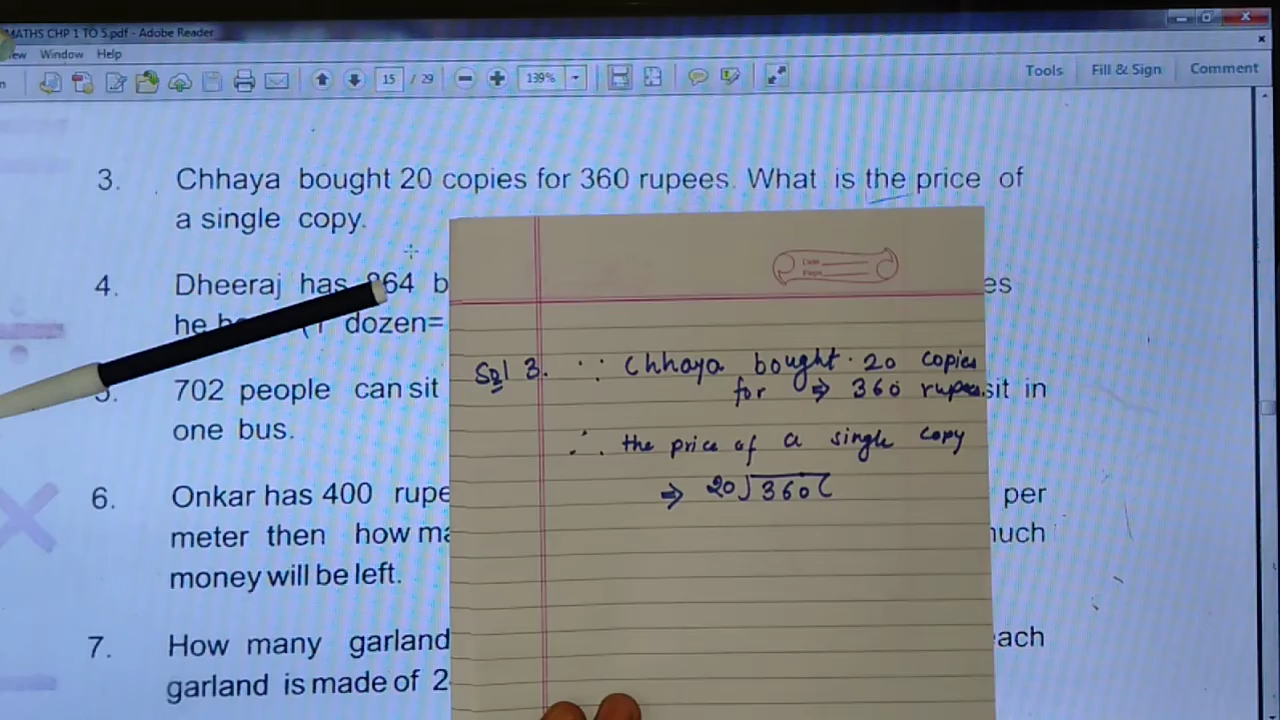 MATHS CHP 1 TO 5.pdf - Adobe Reader
Window Help
15 / 29 139% Tools Fill & Sign Comment
3. Chhaya bought 20 copies for 360 rupees. What is the price of
a single copy.
4. Dheeraj has 864 b
es
he dozen=
702 people can sit
sit in
one bus.
6. Onkar has 400 rupe
per
meter then how ma
uch
money will be left.
7. How many garland
each
garland is made of 2
Date
Page
Sol 3. ∵ Chhaya bought 20 copies
for ⇒ 360 rupees
∴ the price of a single copy
⇒ 20)360(